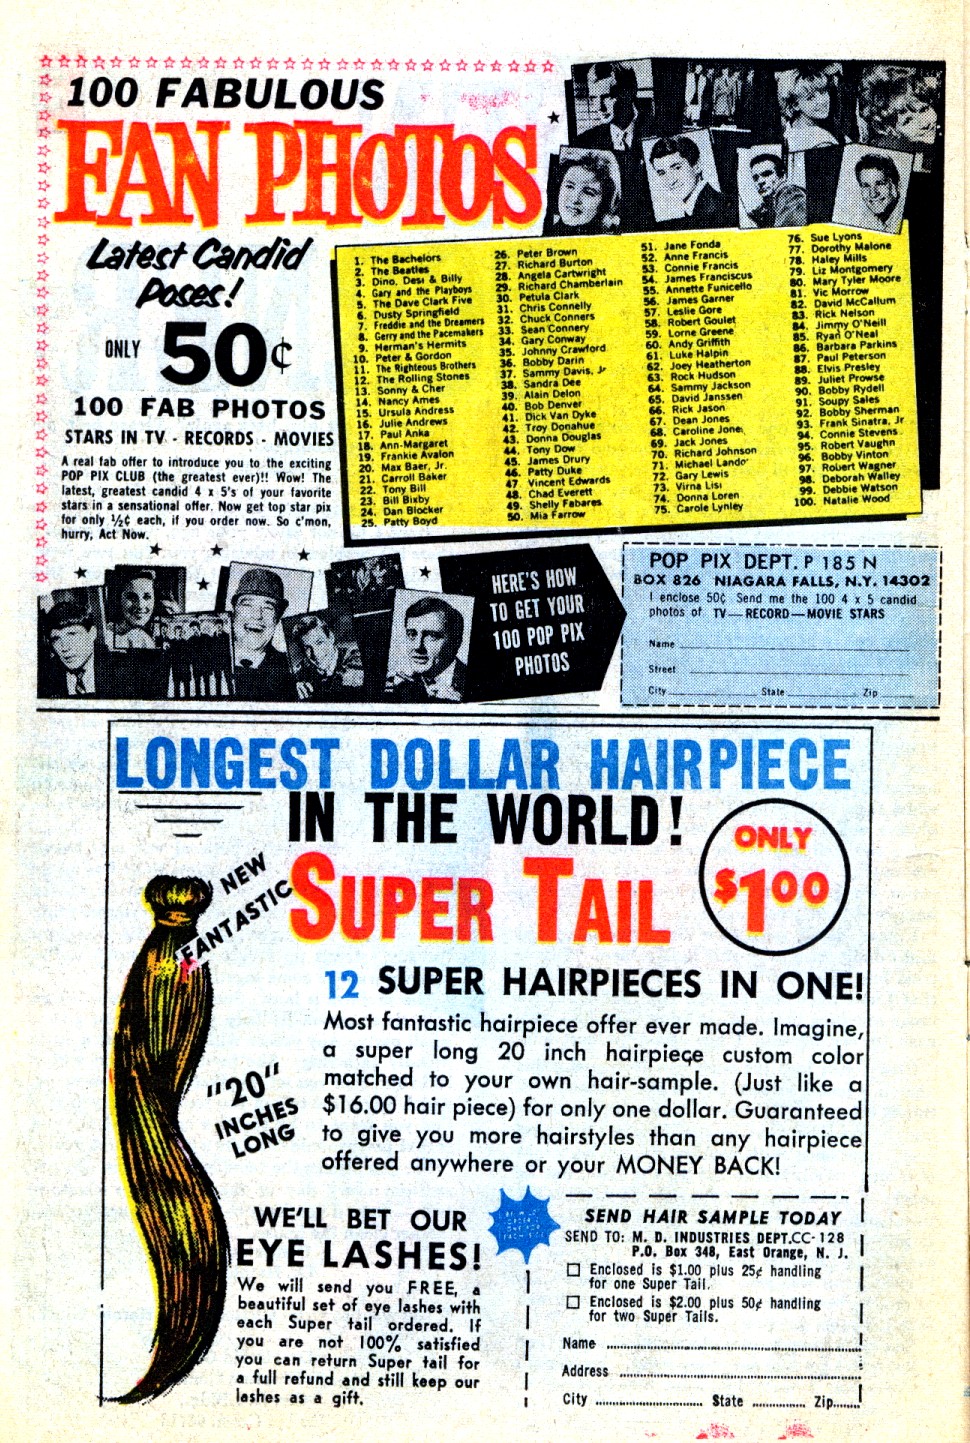 100 FABULOUS
FAN PHOTOS
Latest Candid
Poses!
ONLY 50¢
100 FAB PHOTOS
STARS IN TV - RECORDS - MOVIES
A real fab offer to introduce you to the exciting
POP PIX CLUB (the greatest ever)!! Wow! The
latest, greatest candid 4 x 5's of your favorite
stars in a sensational offer. Now get top star pix
for only ½¢ each, if you order now. So c'mon,
hurry, Act Now.
1. The Bachelors
2. The Beatles
3. Dino, Desi & Billy
4. Gary and the Playboys
5. The Dave Clark Five
6. Dusty Springfield
7. Freddie and the Dreamers
8. Gerry and the Pacemakers
9. Herman's Hermits
10. Peter & Gordon
11. The Righteous Brothers
12. The Rolling Stones
13. Sonny & Cher
14. Nancy Ames
15. Ursula Andress
16. Julie Andrews
17. Paul Anka
18. Ann-Margaret
19. Frankie Avalon
20. Max Baer, Jr.
21. Carroll Baker
22. Tony Bill
23. Bill Bixby
24. Dan Blocker
25. Patty Boyd
26. Peter Brown
27. Richard Burton
28. Angela Cartwright
29. Richard Chamberlain
30. Petula Clark
31. Chris Connelly
32. Chuck Conners
33. Sean Connery
34. Gary Conway
35. Johnny Crawford
36. Bobby Darin
37. Sammy Davis, Jr
38. Sandra Dee
39. Alain Delon
40. Bob Denver
41. Dick Van Dyke
42. Troy Donahue
43. Donna Douglas
44. Tony Dow
45. James Drury
46. Patty Duke
47. Vincent Edwards
48. Chad Everett
49. Shelly Fabares
50. Mia Farrow
51. Jane Fonda
52. Anne Francis
53. Connie Francis
54. James Franciscus
55. Annette Funicello
56. James Garner
57. Leslie Gore
58. Robert Goulet
59. Lorne Greene
60. Andy Griffith
61. Luke Halpin
62. Joey Heatherton
63. Rock Hudson
64. Sammy Jackson
65. David Janssen
66. Rick Jason
67. Dean Jones
68. Caroline Jones
69. Jack Jones
70. Richard Johnson
71. Michael Lando
72. Gary Lewis
73. Virna Lisi
74. Donna Loren
75. Carole Lynley
76. Sue Lyons
77. Dorothy Malone
78. Haley Mills
79. Liz Montgomery
80. Mary Tyler Moore
81. Vic Morrow
82. David McCallum
83. Rick Nelson
84. Jimmy O'Neill
85. Ryan O'Neal
86. Barbara Parkins
87. Paul Peterson
88. Elvis Presley
89. Juliet Prowse
90. Bobby Rydell
91. Soupy Sales
92. Bobby Sherman
93. Frank Sinatra, Jr
94. Connie Stevens
95. Robert Vaughn
96. Bobby Vinton
97. Robert Wagner
98. Deborah Walley
99. Debbie Watson
100. Natalie Wood
HERE'S HOW
TO GET YOUR
100 POP PIX
PHOTOS
POP PIX DEPT. P 185 N
BOX 826 NIAGARA FALLS, N.Y. 14302
I enclose 50¢ Send me the 100 4 x 5 candid
photos of TV—RECORD—MOVIE STARS
Name
Street
City State Zip
LONGEST DOLLAR HAIRPIECE
IN THE WORLD!
NEW
FANTASTIC
SUPER TAIL
ONLY
$1.00
12 SUPER HAIRPIECES IN ONE!
Most fantastic hairpiece offer ever made. Imagine,
a super long 20 inch hairpiece custom color
matched to your own hair-sample. (Just like a
$16.00 hair piece) for only one dollar. Guaranteed
to give you more hairstyles than any hairpiece
offered anywhere or your MONEY BACK!
"20"
INCHES
LONG
WE'LL BET OUR
EYE LASHES!
We will send you FREE, a
beautiful set of eye lashes with
each Super tail ordered. If
you are not 100% satisfied
you can return Super tail for
a full refund and still keep our
lashes as a gift.
SEND HAIR SAMPLE TODAY
SEND TO: M. D. INDUSTRIES DEPT.CC-128
P.O. Box 348, East Orange, N. J.
Enclosed is $1.00 plus 25¢ handling
for one Super Tail.
Enclosed is $2.00 plus 50¢ handling
for two Super Tails.
Name
Address
City State Zip